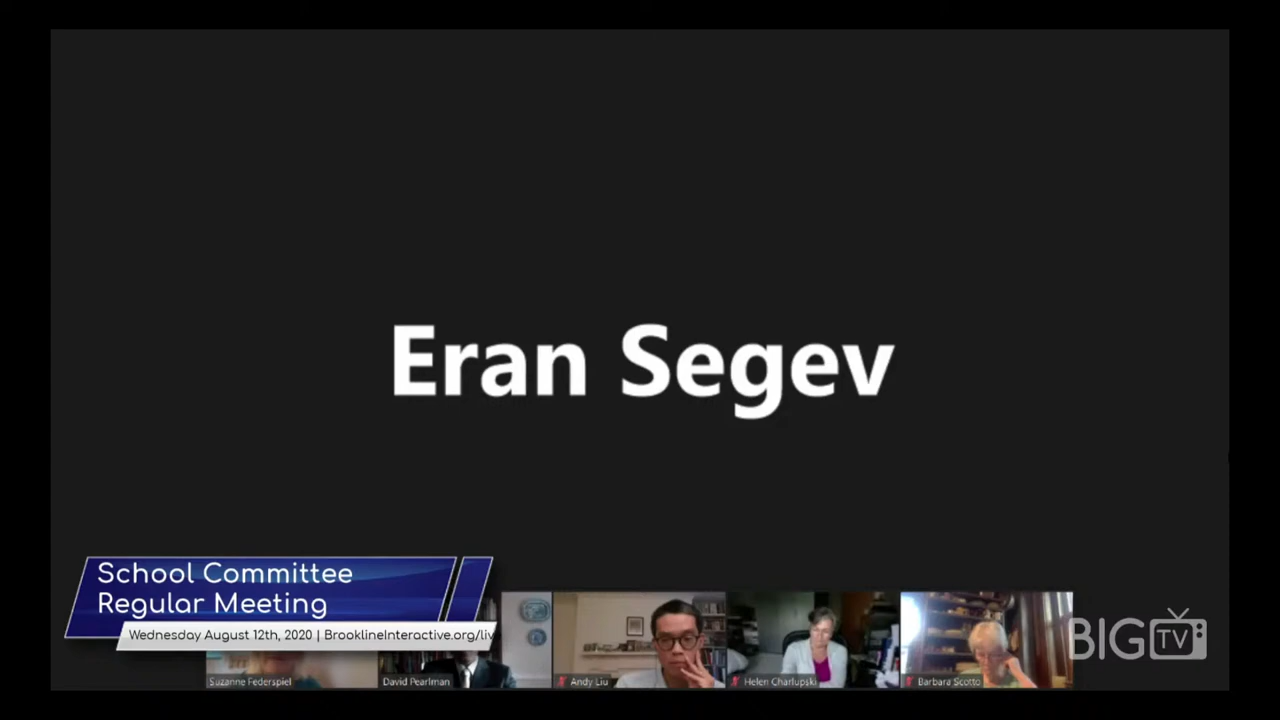 Eran Segev
School Committee
Regular Meeting
Wednesday August 12th, 2020 | BrooklineInteractive.org/liv
Suzanne Federspiel
David Pearlman
Andy Liu
Helen Charlupski
Barbara Scotto
BIG TV